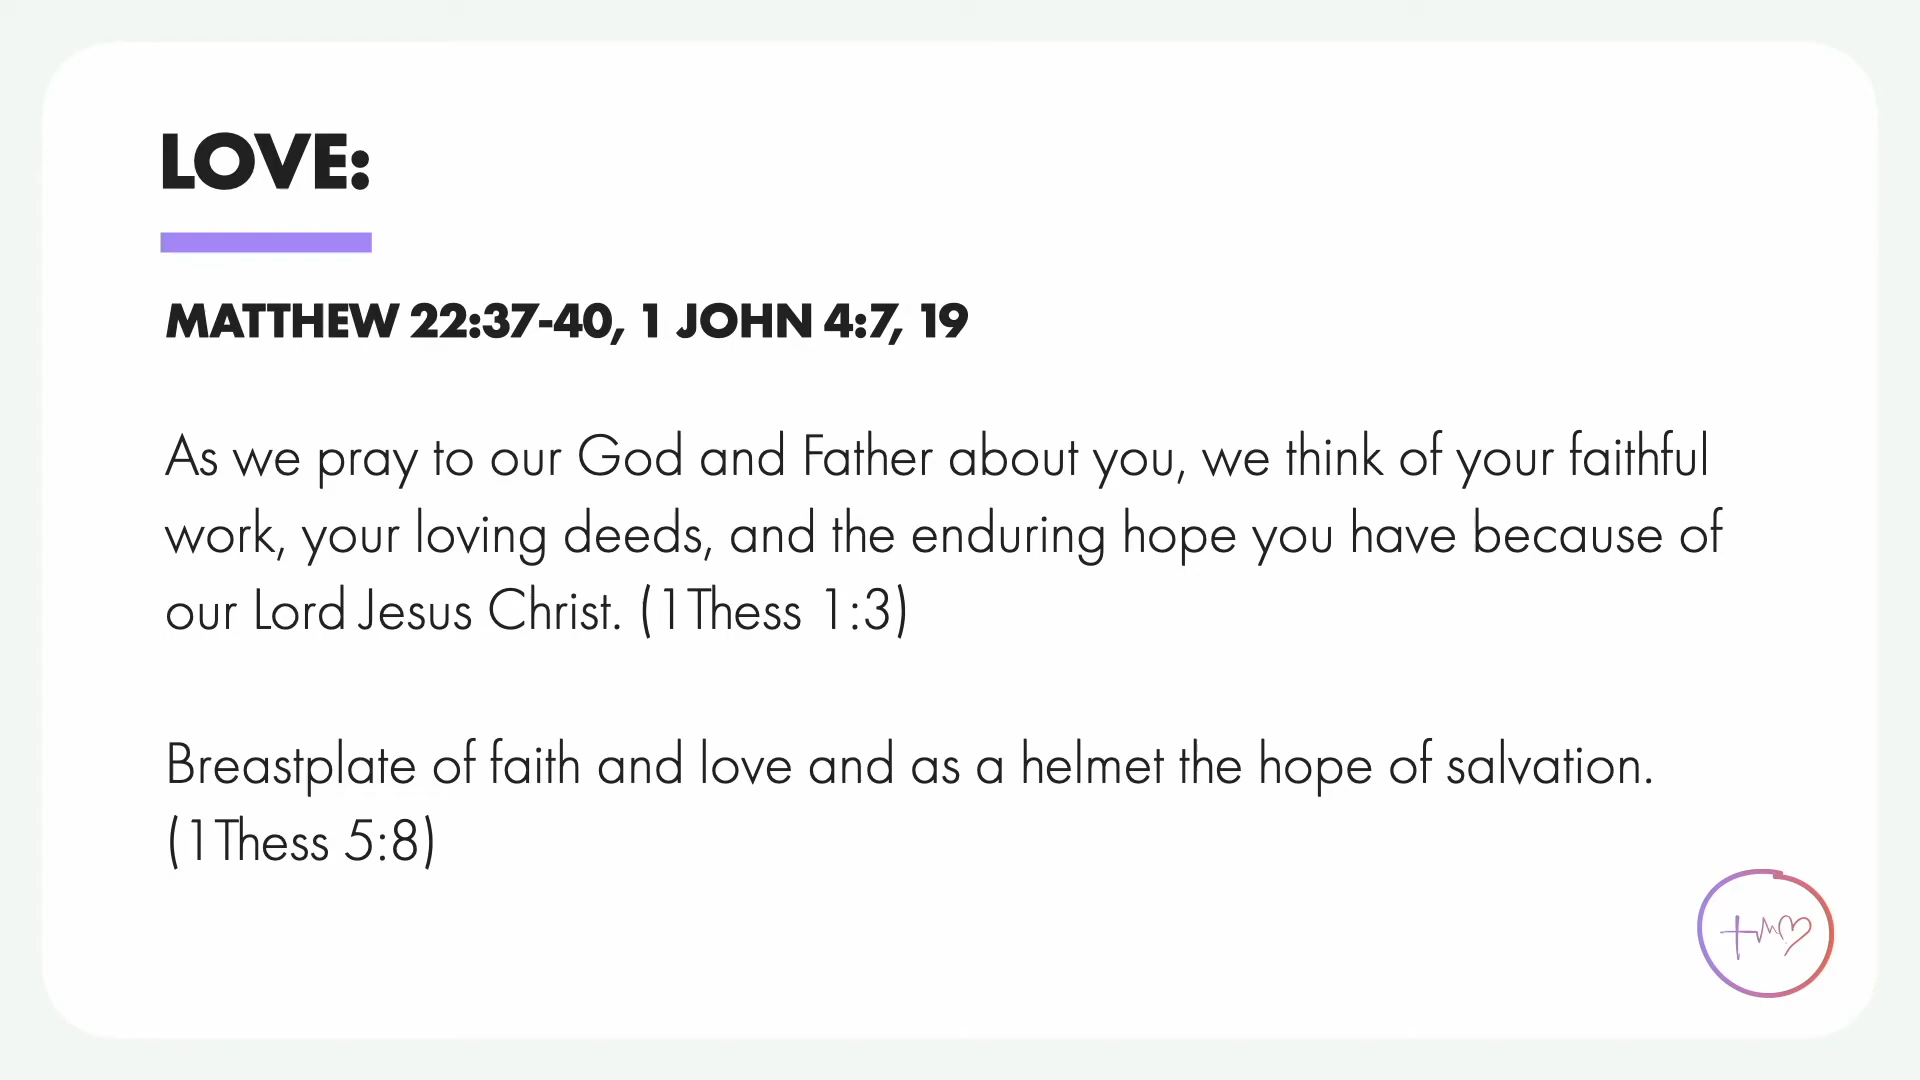 LOVE:
MATTHEW 22:37-40, 1 JOHN 4:7, 19
As we pray to our God and Father about you, we think of your faithful
work, your loving deeds, and the enduring hope you have because of
our Lord Jesus Christ. (1Thess 1:3)
Breastplate of faith and love and as a helmet the hope of salvation.
(1Thess 5:8)